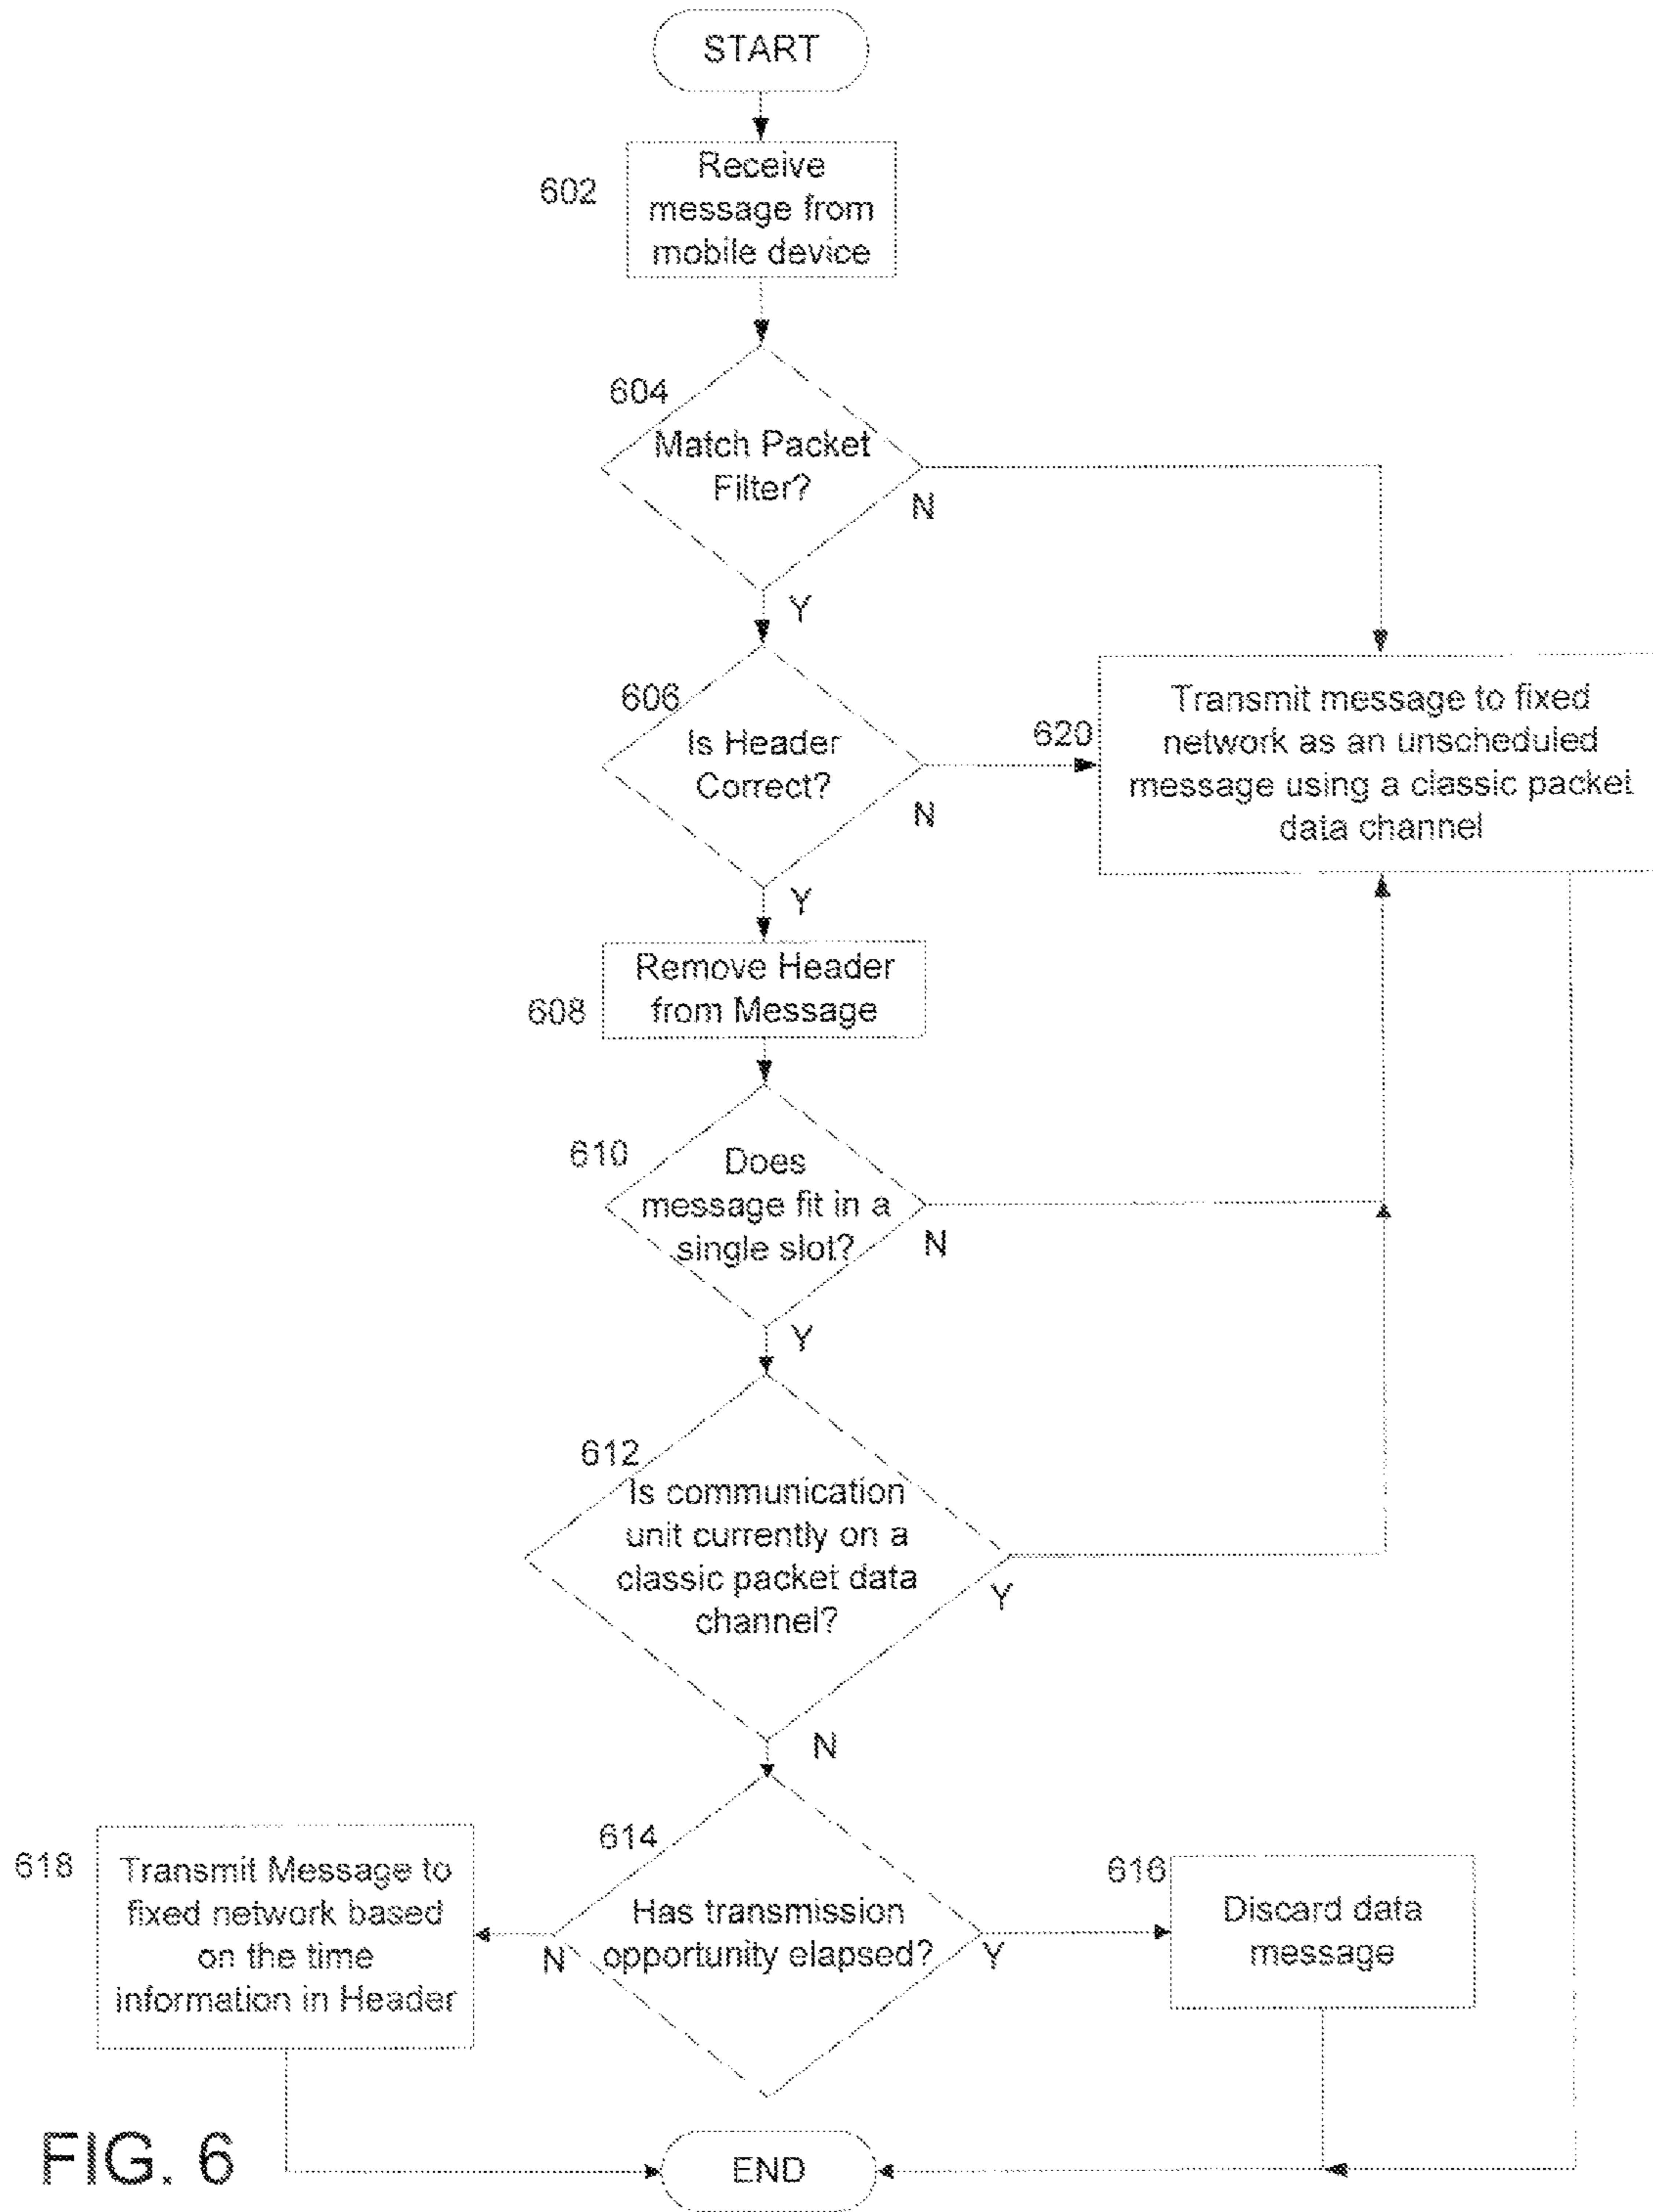 START
602
Receive
message from
mobile device
604
Match Packet
Filter?
N
Y
606
Is Header
Correct?
N
Y
620
Transmit message to fixed
network as an unscheduled
message using a classic packet
data channel
608
Remove Header
from Message
610
Does
message fit in a
single slot?
N
Y
612
Is communication
unit currently on a
classic packet data
channel?
Y
N
614
Has transmission
opportunity elapsed?
N
Y
618
Transmit Message to
fixed network based
on the time
information in Header
616
Discard data
message
END
FIG. 6